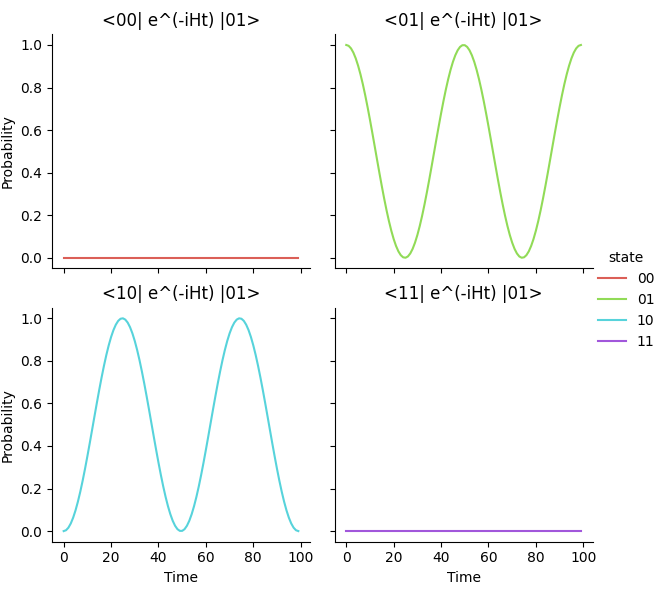 <00| e^(-iHt) |01>
<01| e^(-iHt) |01>
1.0
0.8
0.6
0.4
0.2
0.0
Probability
<10| e^(-iHt) |01>
<11| e^(-iHt) |01>
1.0
0.8
0.6
0.4
0.2
0.0
Probability
0 20 40 60 80 100
Time
0 20 40 60 80 100
Time
state
00
01
10
11